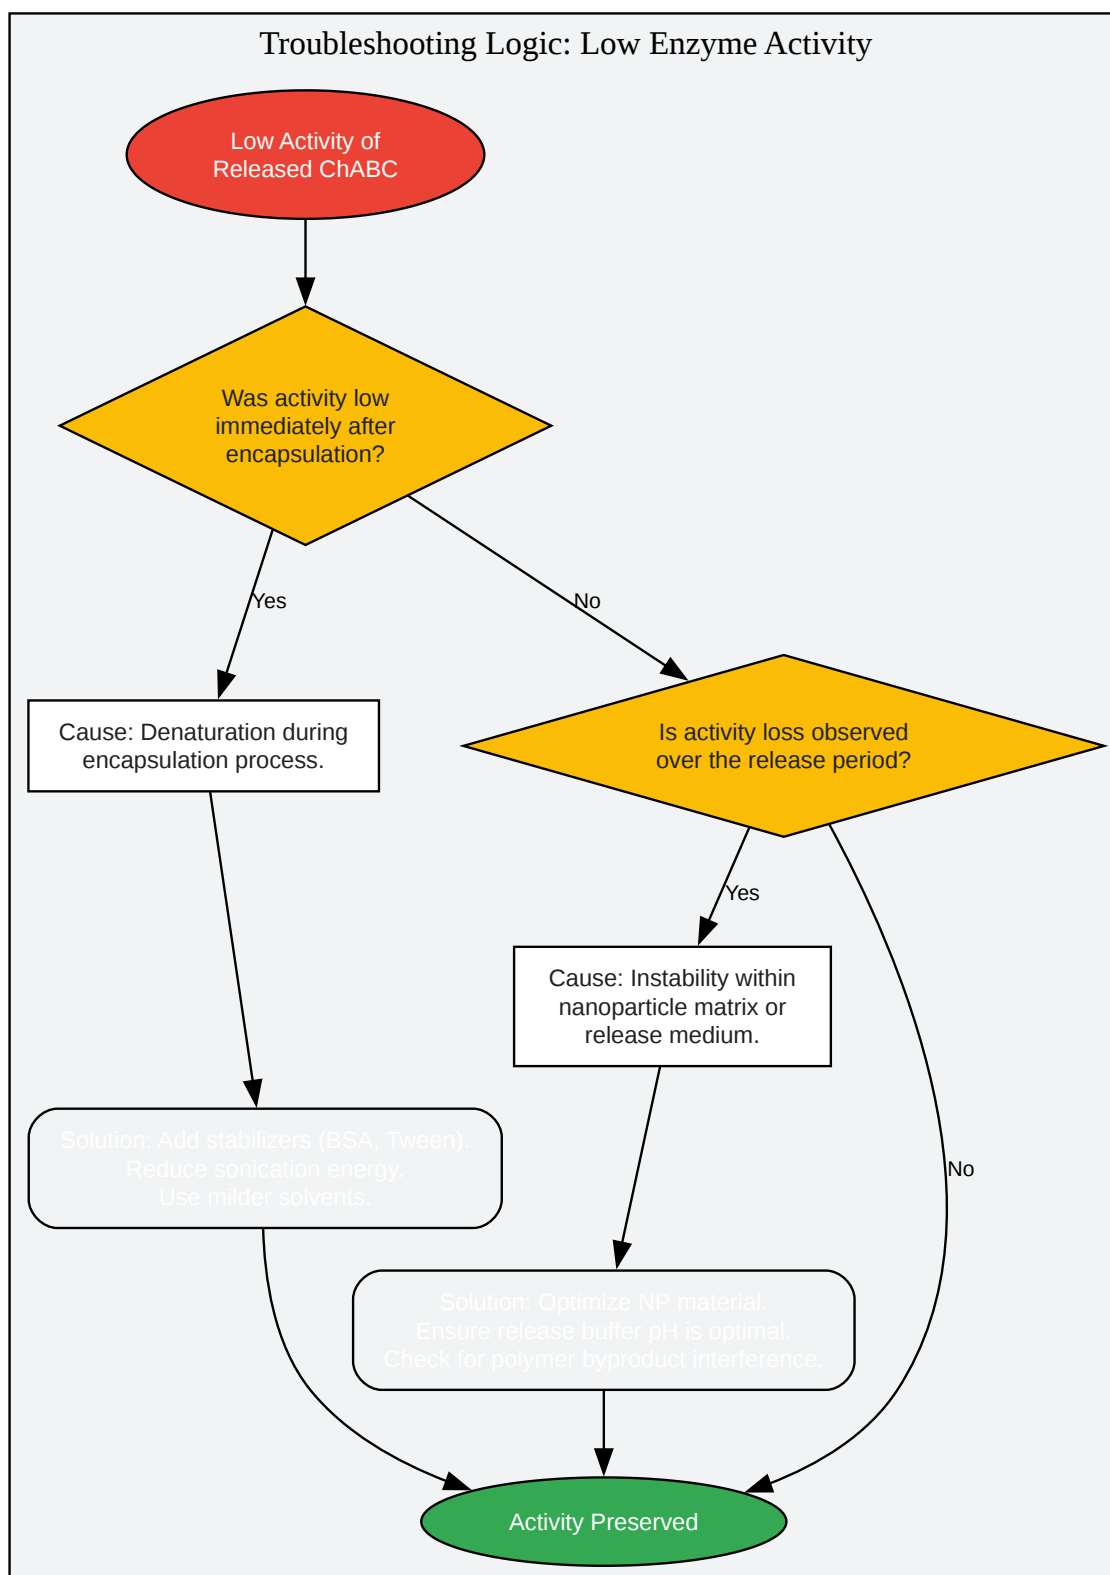 Troubleshooting Logic: Low Enzyme Activity
Low Activity of
Released ChABC
Was activity low
immediately after
encapsulation?
Yes
No
Cause: Denaturation during
encapsulation process.
Is activity loss observed
over the release period?
Yes
Cause: Instability within
nanoparticle matrix or
release medium.
No
Solution: Add stabilizers (BSA, Tween).
Reduce sonication energy.
Use milder solvents.
Solution: Optimize NP material.
Ensure release buffer pH is optimal.
Check for polymer byproduct interference.
Activity Preserved